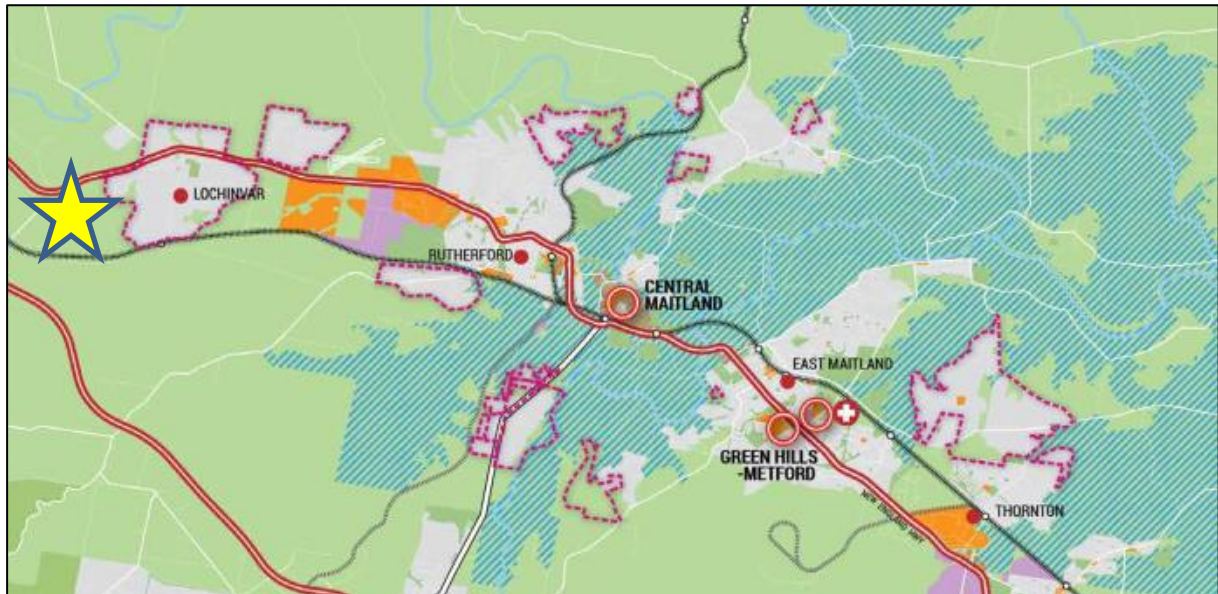 LOCHINVAR
RUTHERFORD
CENTRAL
MAITLAND
EAST MAITLAND
GREEN HILLS
-METFORD
NEW ENGLAND HWY
THORNTON